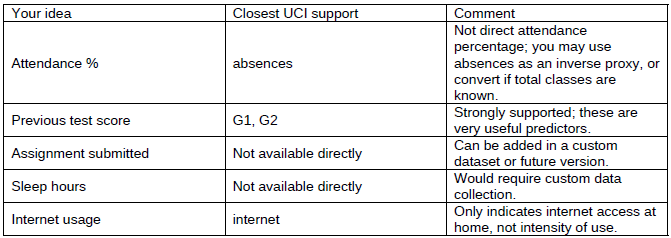 Your idea Closest UCI support Comment
Attendance % absences Not direct attendance
percentage; you may use
absences as an inverse proxy, or
convert if total classes are
known.
Previous test score G1, G2 Strongly supported; these are
very useful predictors.
Assignment submitted Not available directly Can be added in a custom
dataset or future version.
Sleep hours Not available directly Would require custom data
collection.
Internet usage internet Only indicates internet access at
home, not intensity of use.